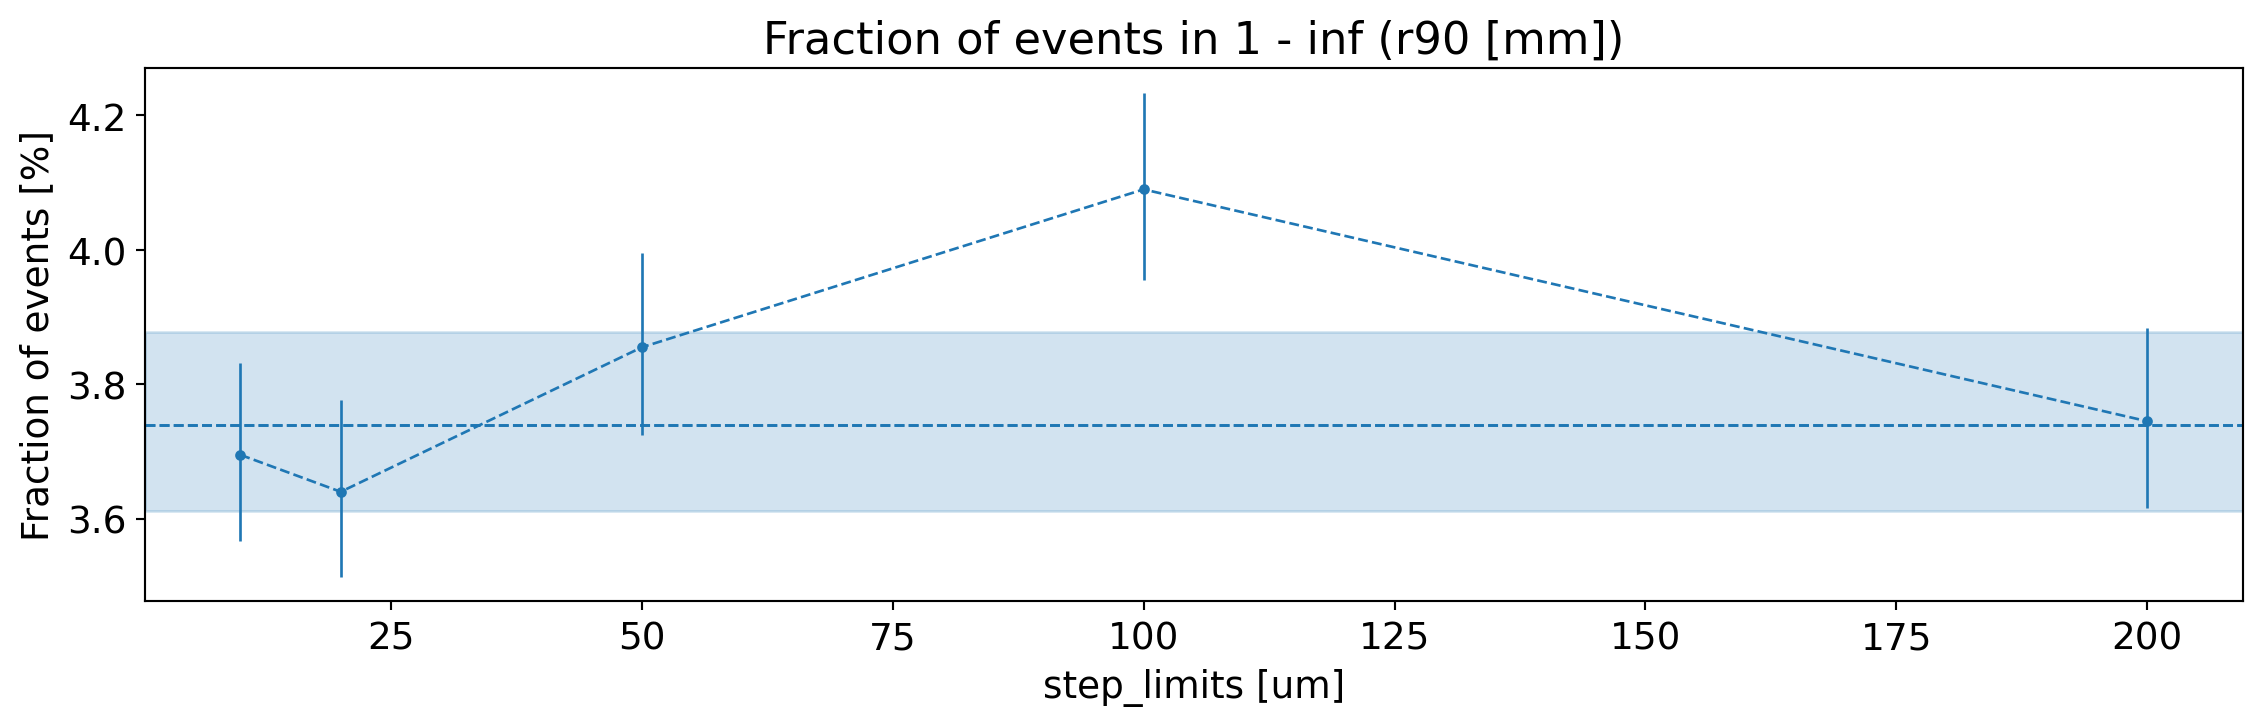 Fraction of events in 1 - inf (r90 [mm])
Fraction of events [%]
4.2
4.0
3.8
3.6
25 50 75 100 125 150 175 200
step_limits [um]